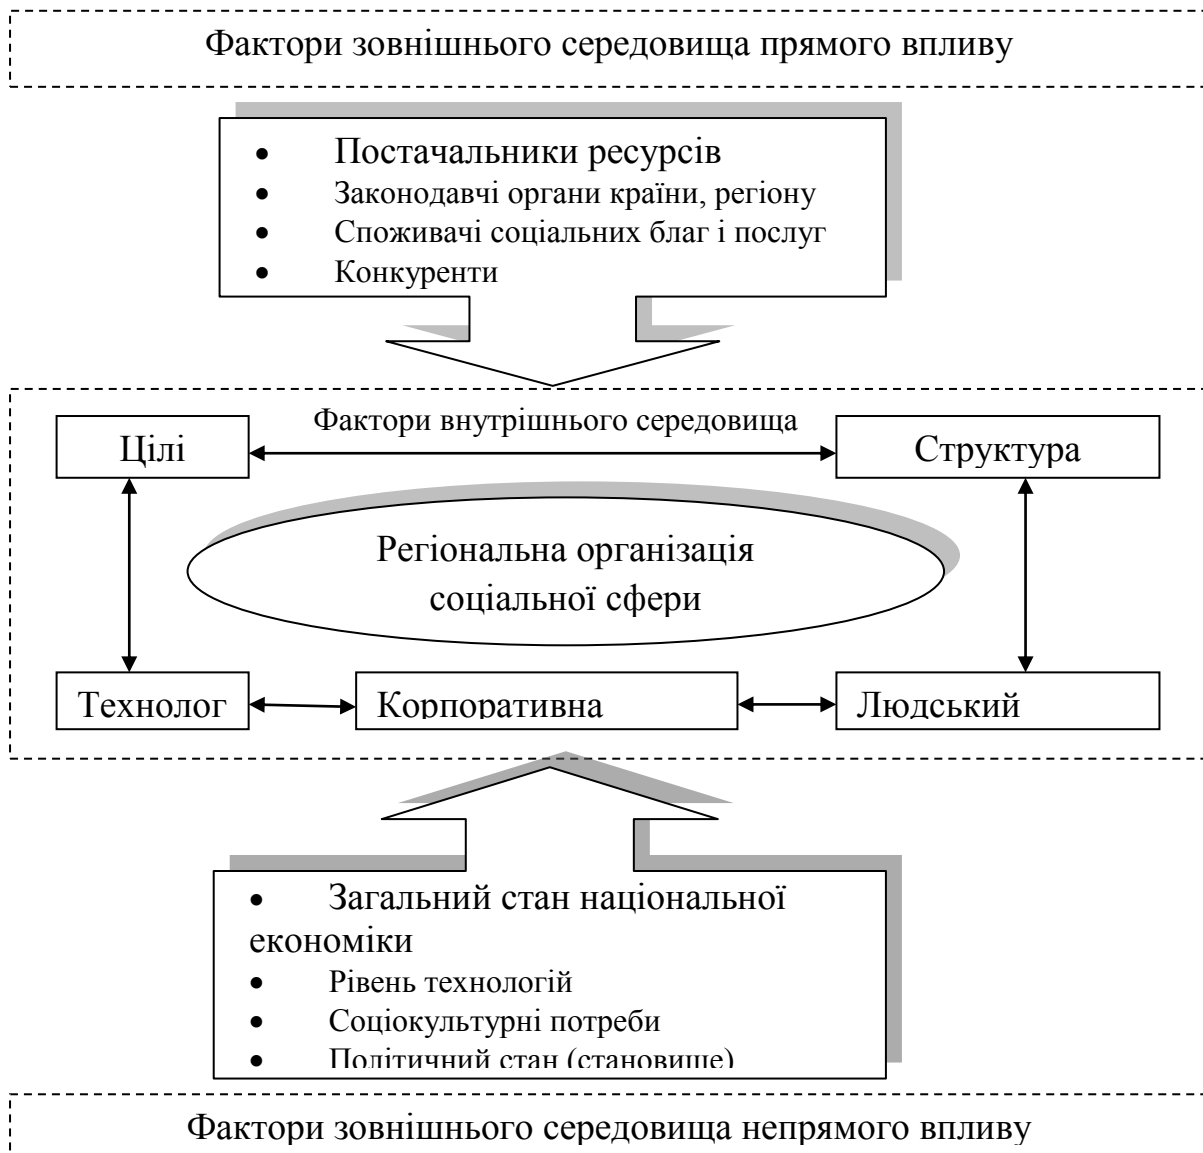 Фактори зовнішнього середовища прямого впливу
• Постачальники ресурсів
• Законодавчі органи країни, регіону
• Споживачі соціальних благ і послуг
• Конкуренти
Фактори внутрішнього середовища
Цілі
Структура
Регіональна організація
соціальної сфери
Технолог
Корпоративна
Людський
• Загальний стан національної
економіки
• Рівень технологій
• Соціокультурні потреби
• Політичний стан (становище)
Фактори зовнішнього середовища непрямого впливу